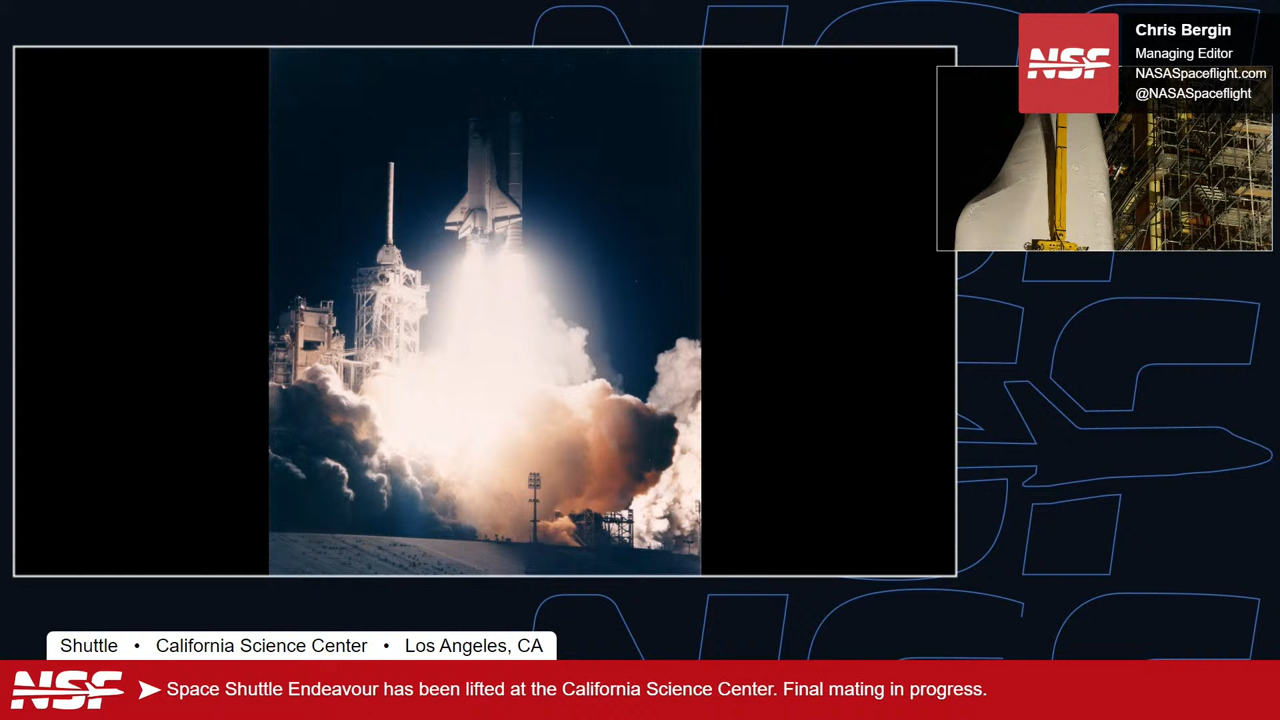 NSF
Chris Bergin
Managing Editor
NASASpaceflight.com
@NASASpaceflight
Shuttle • California Science Center • Los Angeles, CA
NSF
Space Shuttle Endeavour has been lifted at the California Science Center. Final mating in progress.